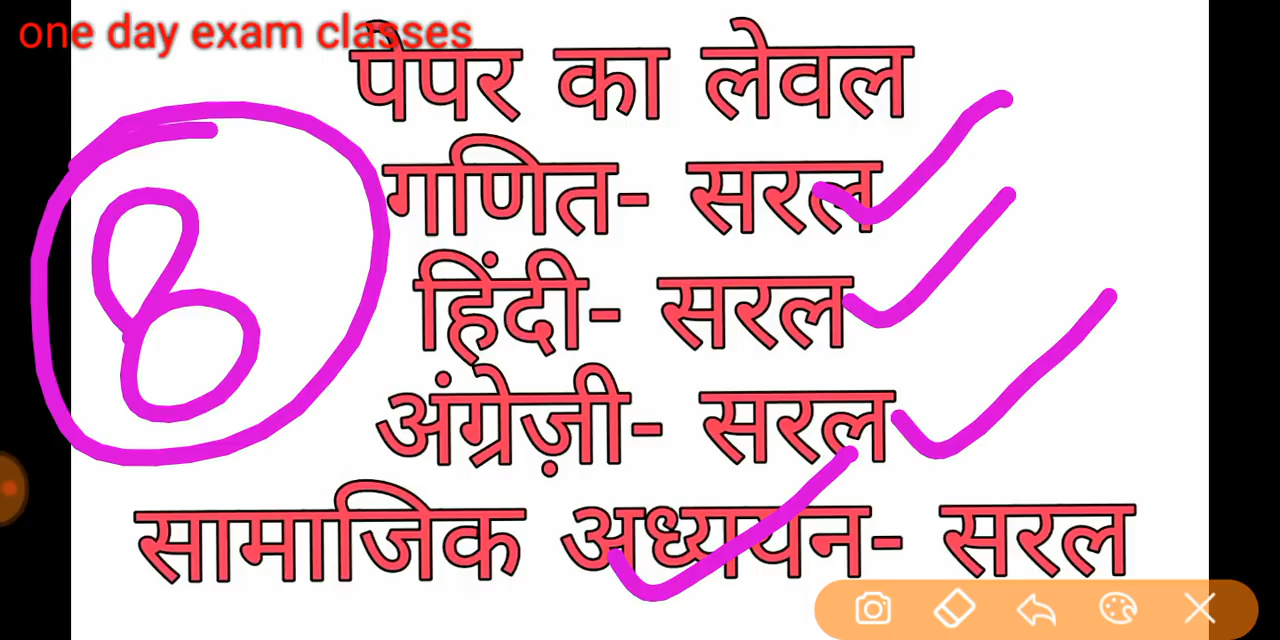 one day exam classes
पेपर का लेवल
गणित- सरल
हिंदी- सरल
8
अंग्रेज़ी- सरल
सामाजिक अध्ययन- सरल